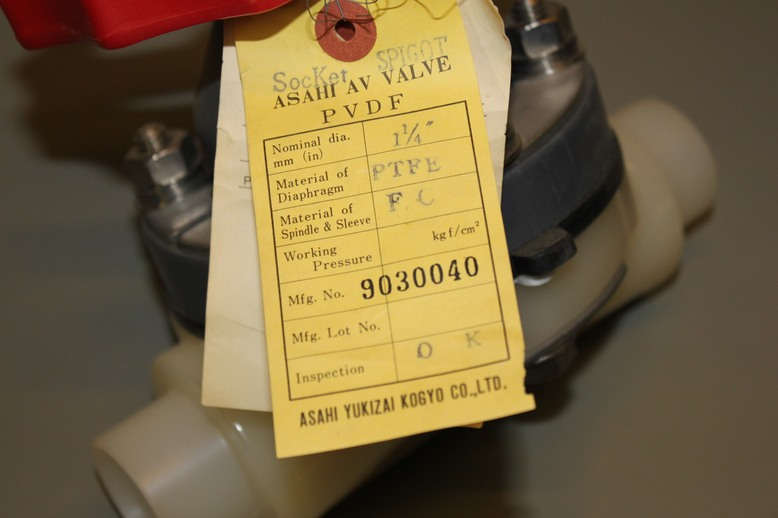 SocKet SPIGOT
ASAHI AV VALVE
PVDF
Nominal dia. mm (in) 1¼"
Material of Diaphragm PTFE
Material of Spindle & Sleeve F.C
Working Pressure kgf/cm²
Mfg. No. 9030040
Mfg. Lot No.
Inspection O K
ASAHI YUKIZAI KOGYO CO.,LTD.